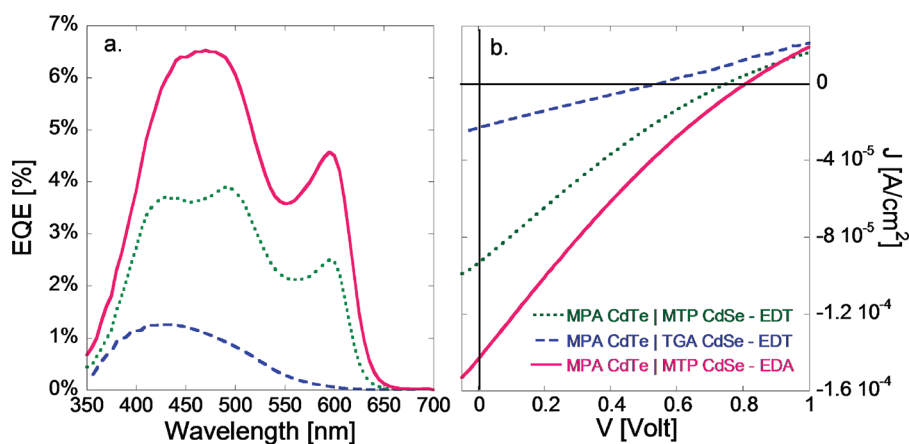 a.
7%
6%
5%
4%
3%
2%
1%
0%
EQE [%]
350 400 450 500 550 600 650 700
Wavelength [nm]
b.
0
-4 10⁻⁵
-8 10⁻⁵
-1.2 10⁻⁴
-1.6 10⁻⁴
J [A/cm²]
MPA CdTe | MTP CdSe - EDT
MPA CdTe | TGA CdSe - EDT
MPA CdTe | MTP CdSe - EDA
0 0.2 0.4 0.6 0.8 1
V [Volt]